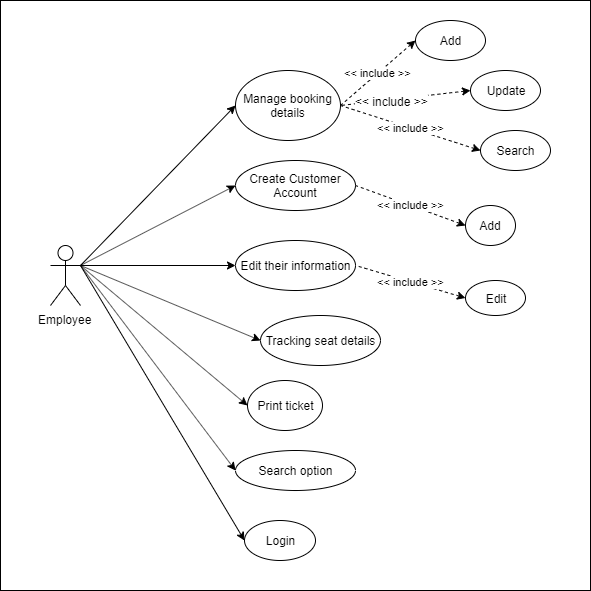 Add
<< include >>
Manage booking
details
<< include >>
Update
<< include >>
Search
Create Customer
Account
<< include >>
Add
Edit their information
<< include >>
Edit
Employee
Tracking seat details
Print ticket
Search option
Login